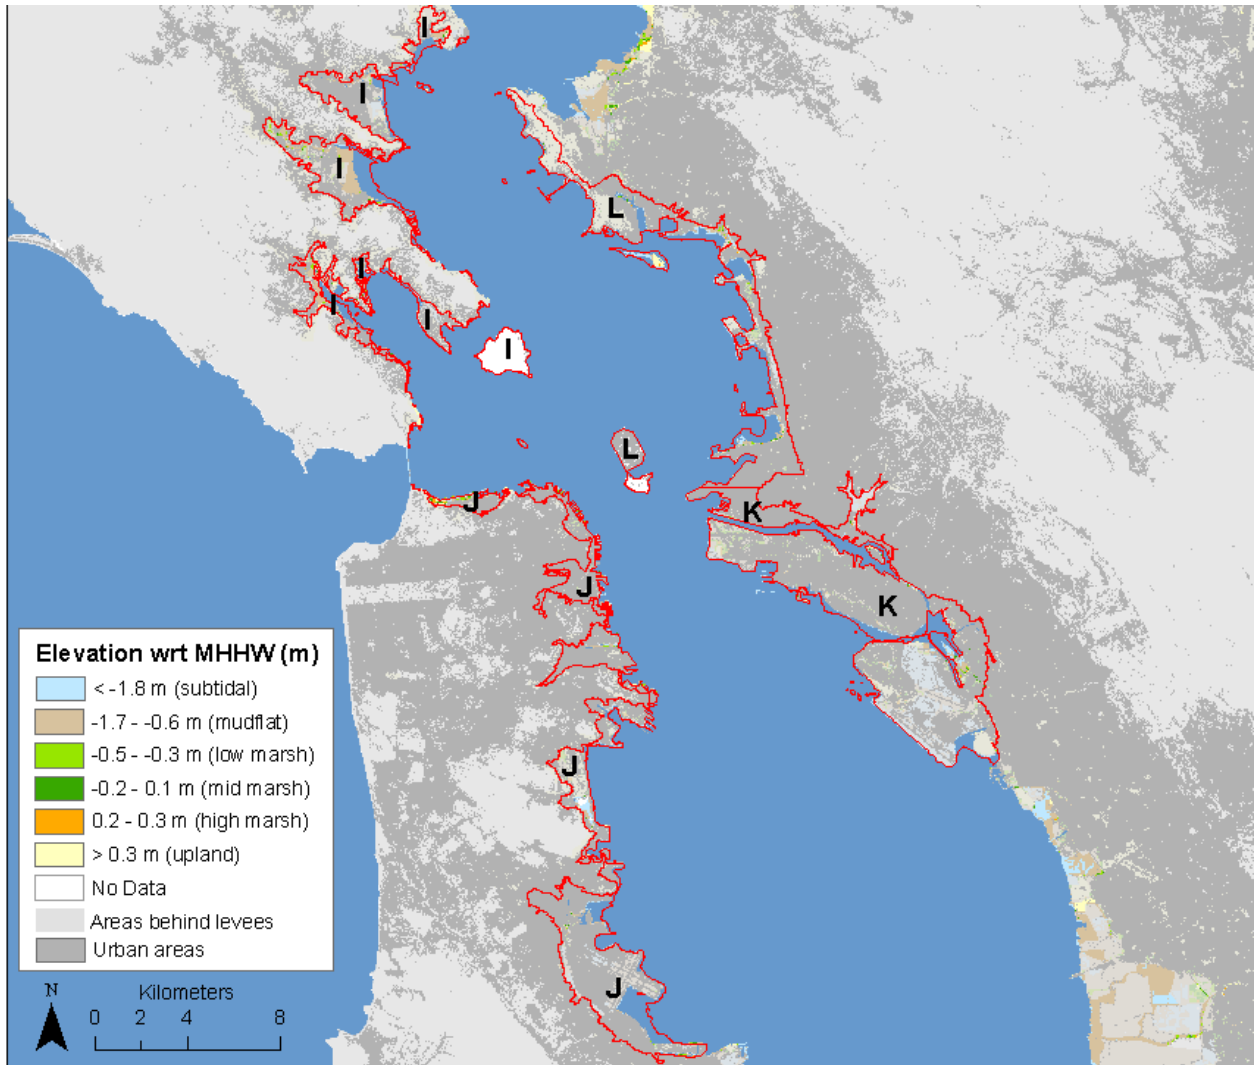 I
I
I
L
I
I
I
I
L
J
K
J
K
J
J
Elevation wrt MHHW (m)
< -1.8 m (subtidal)
-1.7 - -0.6 m (mudflat)
-0.5 - -0.3 m (low marsh)
-0.2 - 0.1 m (mid marsh)
0.2 - 0.3 m (high marsh)
> 0.3 m (upland)
No Data
Areas behind levees
Urban areas
N
Kilometers
0 2 4 8